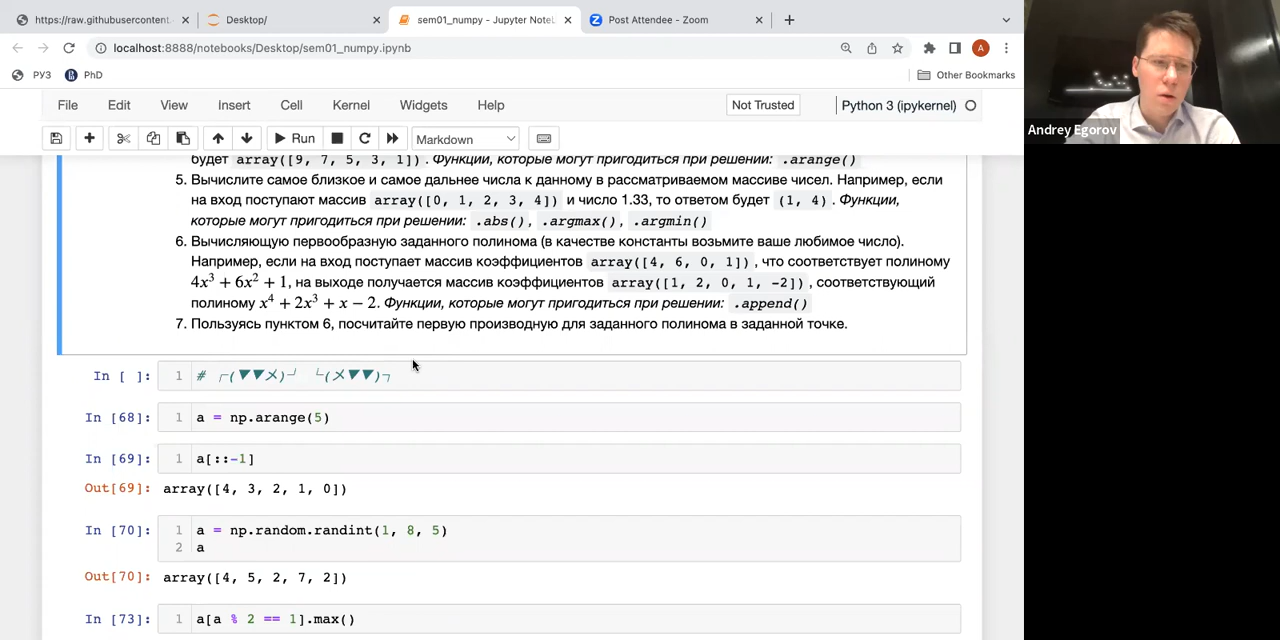 https://raw.githubusercontent.
Desktop/
sem01_numpy - Jupyter Notel
Post Attendee - Zoom
localhost:8888/notebooks/Desktop/sem01_numpy.ipynb
A
РУЗ
PhD
Other Bookmarks
File Edit View Insert Cell Kernel Widgets Help
Not Trusted
Python 3 (ipykernel)
Run
Markdown
будет array([9, 7, 5, 3, 1]). Функции, которые могут пригодиться при решении: .arange()
5. Вычислите самое близкое и самое дальнее числа к данному в рассматриваемом массиве чисел. Например, если
на вход поступают массив array([0, 1, 2, 3, 4]) и число 1.33, то ответом будет (1, 4). Функции,
которые могут пригодиться при решении: .abs(), .argmax(), .argmin()
6. Вычисляющую первообразную заданного полинома (в качестве константы возьмите ваше любимое число).
Например, если на вход поступает массив коэффициентов array([4, 6, 0, 1]), что соответствует полиному
4x³ + 6x² + 1, на выходе получается массив коэффициентов array([1, 2, 0, 1, -2]), соответствующий
полиному x⁴ + 2x³ + x − 2. Функции, которые могут пригодиться при решении: .append()
7. Пользуясь пунктом 6, посчитайте первую производную для заданного полинома в заданной точке.
In [ ]: 1 # ┌(▼▼メ)┘ └(メ▼▼)┐
In [68]: 1 a = np.arange(5)
In [69]: 1 a[::-1]
Out[69]: array([4, 3, 2, 1, 0])
In [70]: 1 a = np.random.randint(1, 8, 5)
2 a
Out[70]: array([4, 5, 2, 7, 2])
In [73]: 1 a[a % 2 == 1].max()
Andrey Egorov